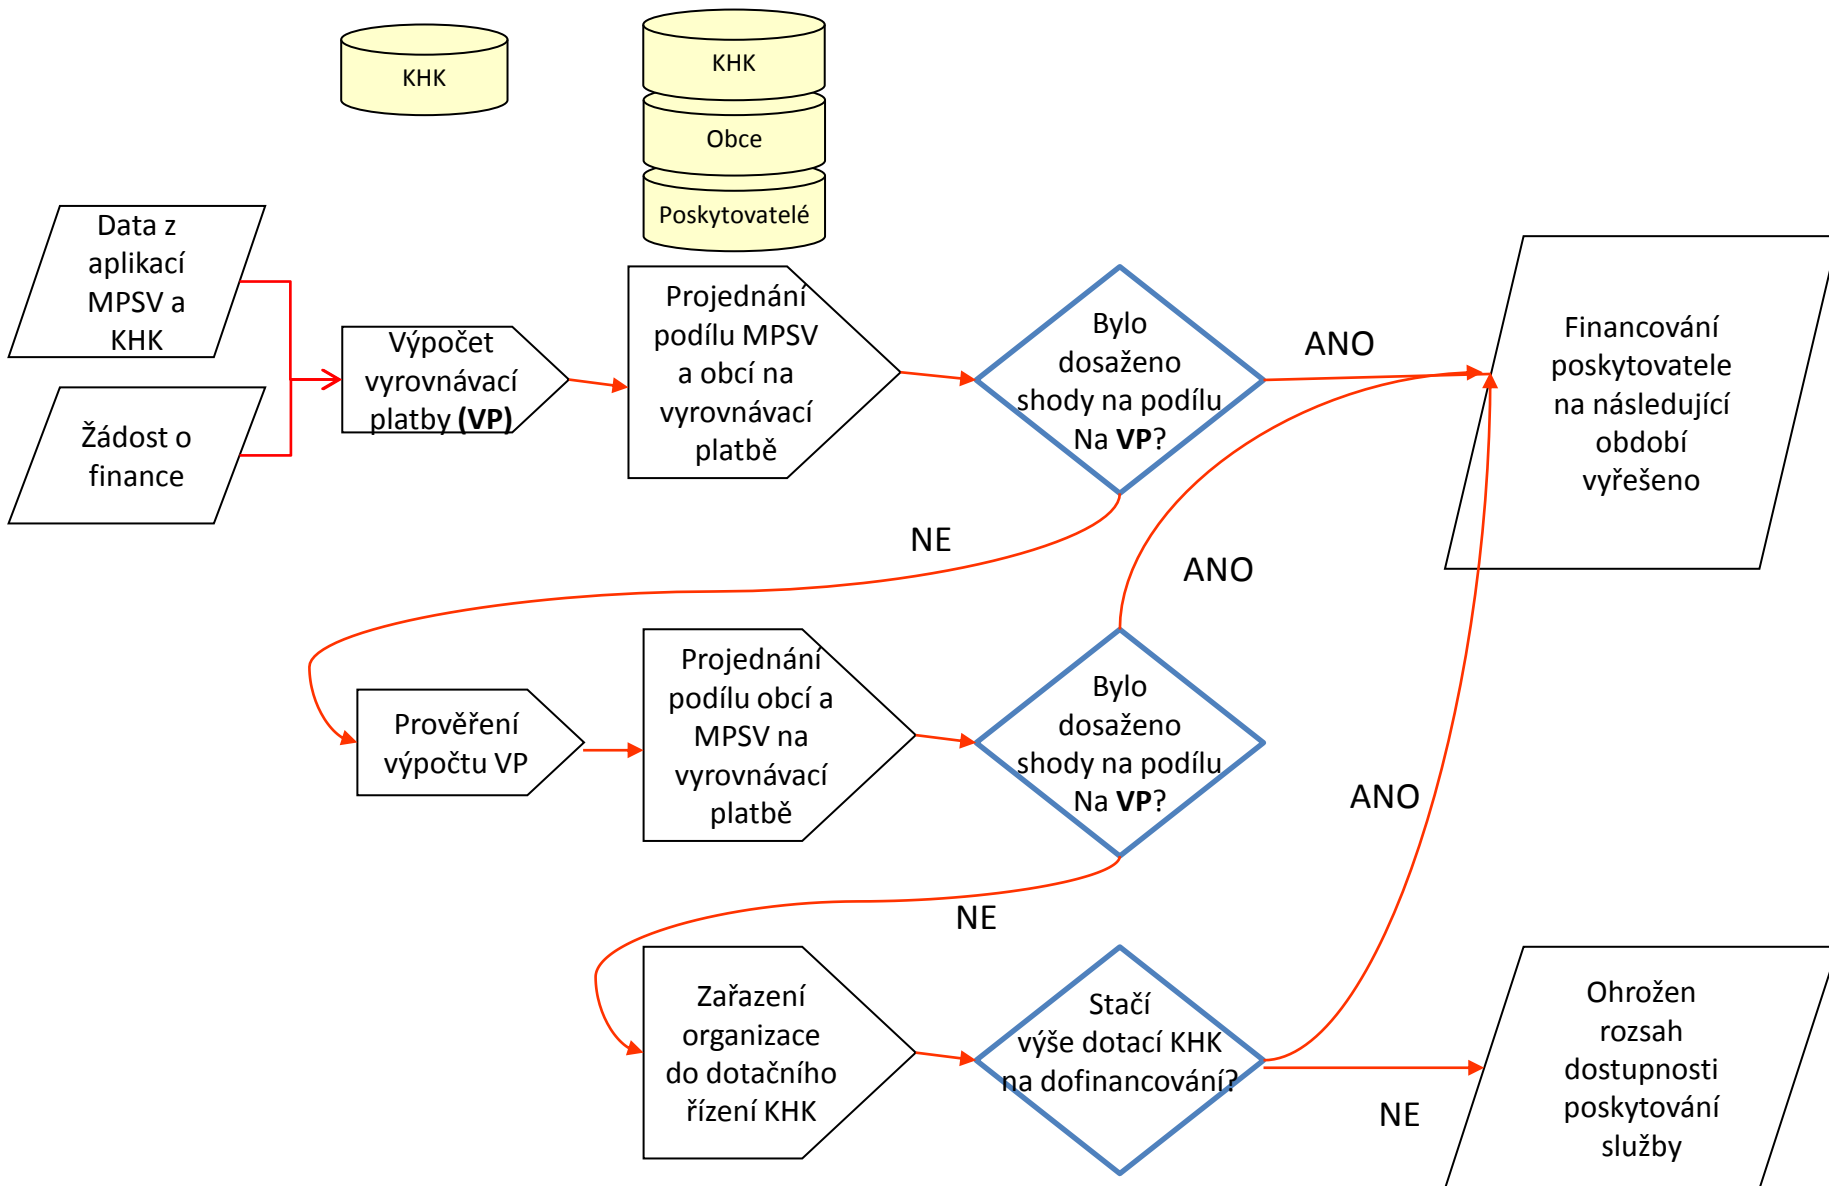 KHK
KHK
Obce
Poskytovatelé
Data z
aplikací
MPSV a
KHK
Žádost o
finance
Výpočet
vyrovnávací
platby (VP)
Projednání
podílu MPSV
a obcí na
vyrovnávací
platbě
Bylo
dosaženo
shody na podílu
Na VP?
ANO
Financování
poskytovatele
na následující
období
vyřešeno
NE
ANO
Prověření
výpočtu VP
Projednání
podílu obcí a
MPSV na
vyrovnávací
platbě
Bylo
dosaženo
shody na podílu
Na VP?
ANO
NE
Zařazení
organizace
do dotačního
řízení KHK
Stačí
výše dotací KHK
na dofinancování?
NE
Ohrožen
rozsah
dostupnosti
poskytování
služby